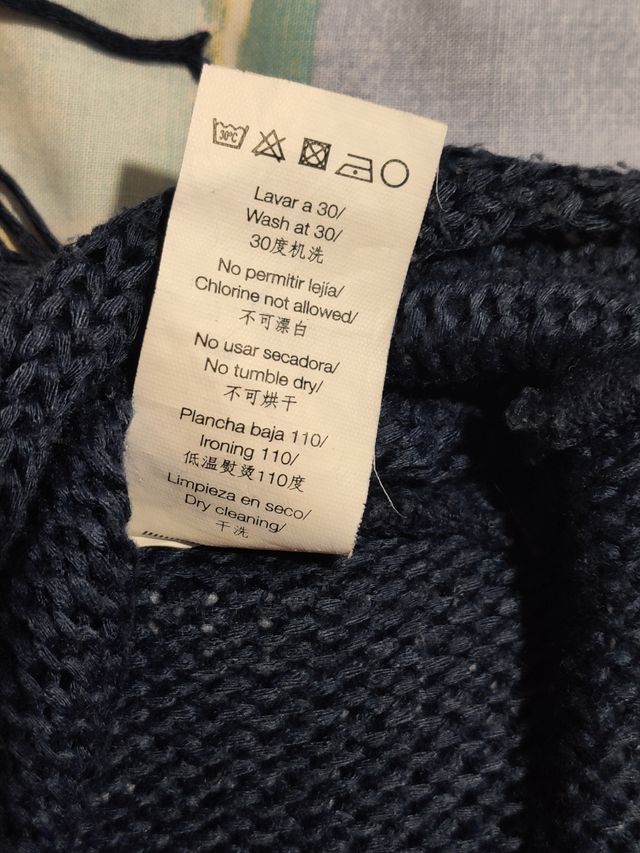 30°C
Lavar a 30/
Wash at 30/
30度机洗
No permitir lejía/
Chlorine not allowed/
不可漂白
No usar secadora/
No tumble dry/
不可烘干
Plancha baja 110/
Ironing 110/
低温熨烫110度
Limpieza en seco/
Dry cleaning/
干洗